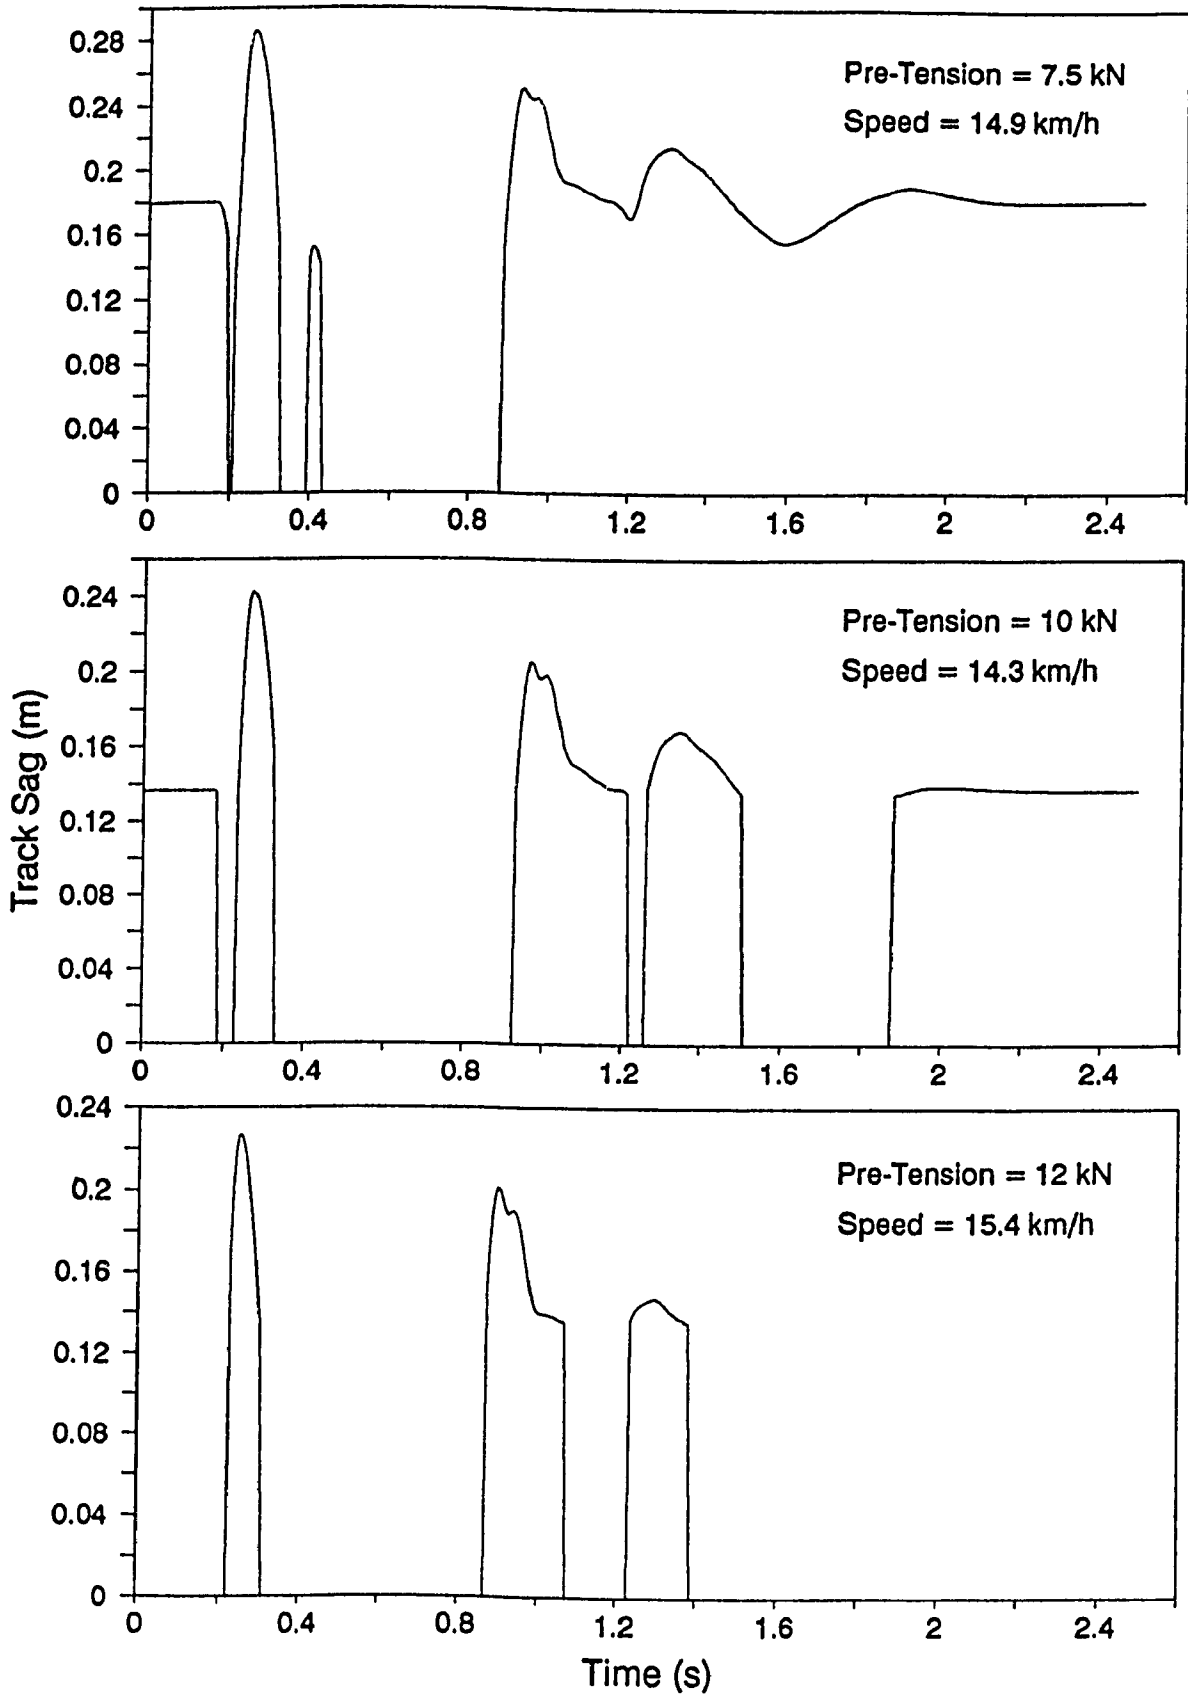 0.28
0.24
0.2
0.16
0.12
0.08
0.04
0
Pre-Tension = 7.5 kN
Speed = 14.9 km/h
0 0.4 0.8 1.2 1.6 2 2.4
Track Sag (m)
0.24
0.2
0.16
0.12
0.08
0.04
0
Pre-Tension = 10 kN
Speed = 14.3 km/h
0 0.4 0.8 1.2 1.6 2 2.4
0.24
0.2
0.16
0.12
0.08
0.04
0
Pre-Tension = 12 kN
Speed = 15.4 km/h
0 0.4 0.8 1.2 1.6 2 2.4
Time (s)